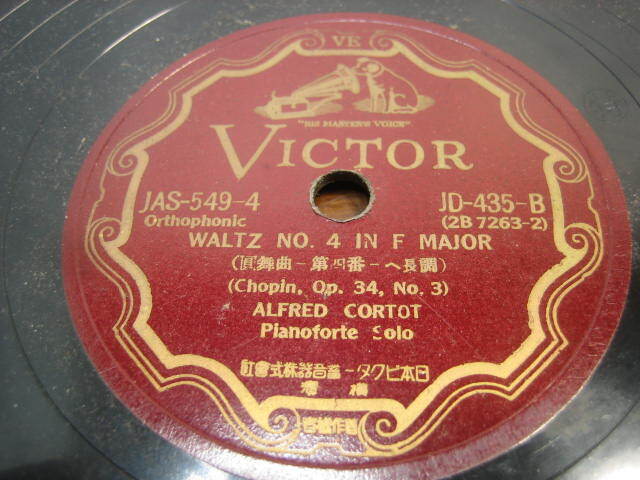 VE
"HIS MASTER'S VOICE"
VICTOR
JAS-549-4
Orthophonic
JD-435-B
(2B 7263-2)
WALTZ NO. 4 IN F MAJOR
(圓舞曲-第四番-ヘ長調)
(Chopin, Op. 34, No. 3)
ALFRED CORTOT
Pianoforte Solo
日本ビクター蓄音器株式會社
横濱